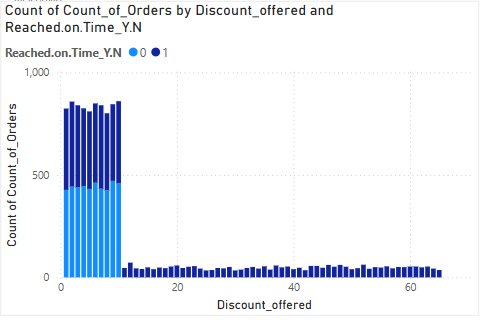 Count of Count_of_Orders by Discount_offered and
Reached.on.Time_Y.N
Reached.on.Time_Y.N 0 1
1,000
500
0
Count of Count_of_Orders
0 20 40 60
Discount_offered